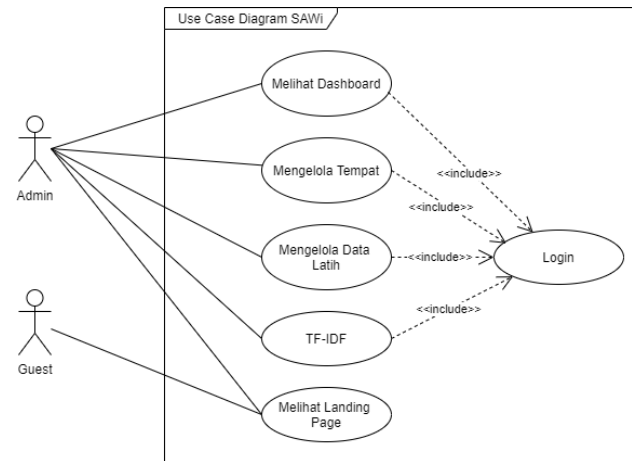 Use Case Diagram SAWi
Melihat Dashboard
Admin
<<include>>
Mengelola Tempat
<<include>>
Mengelola Data
Latih
<<include>>
Login
<<include>>
TF-IDF
Guest
Melihat Landing
Page